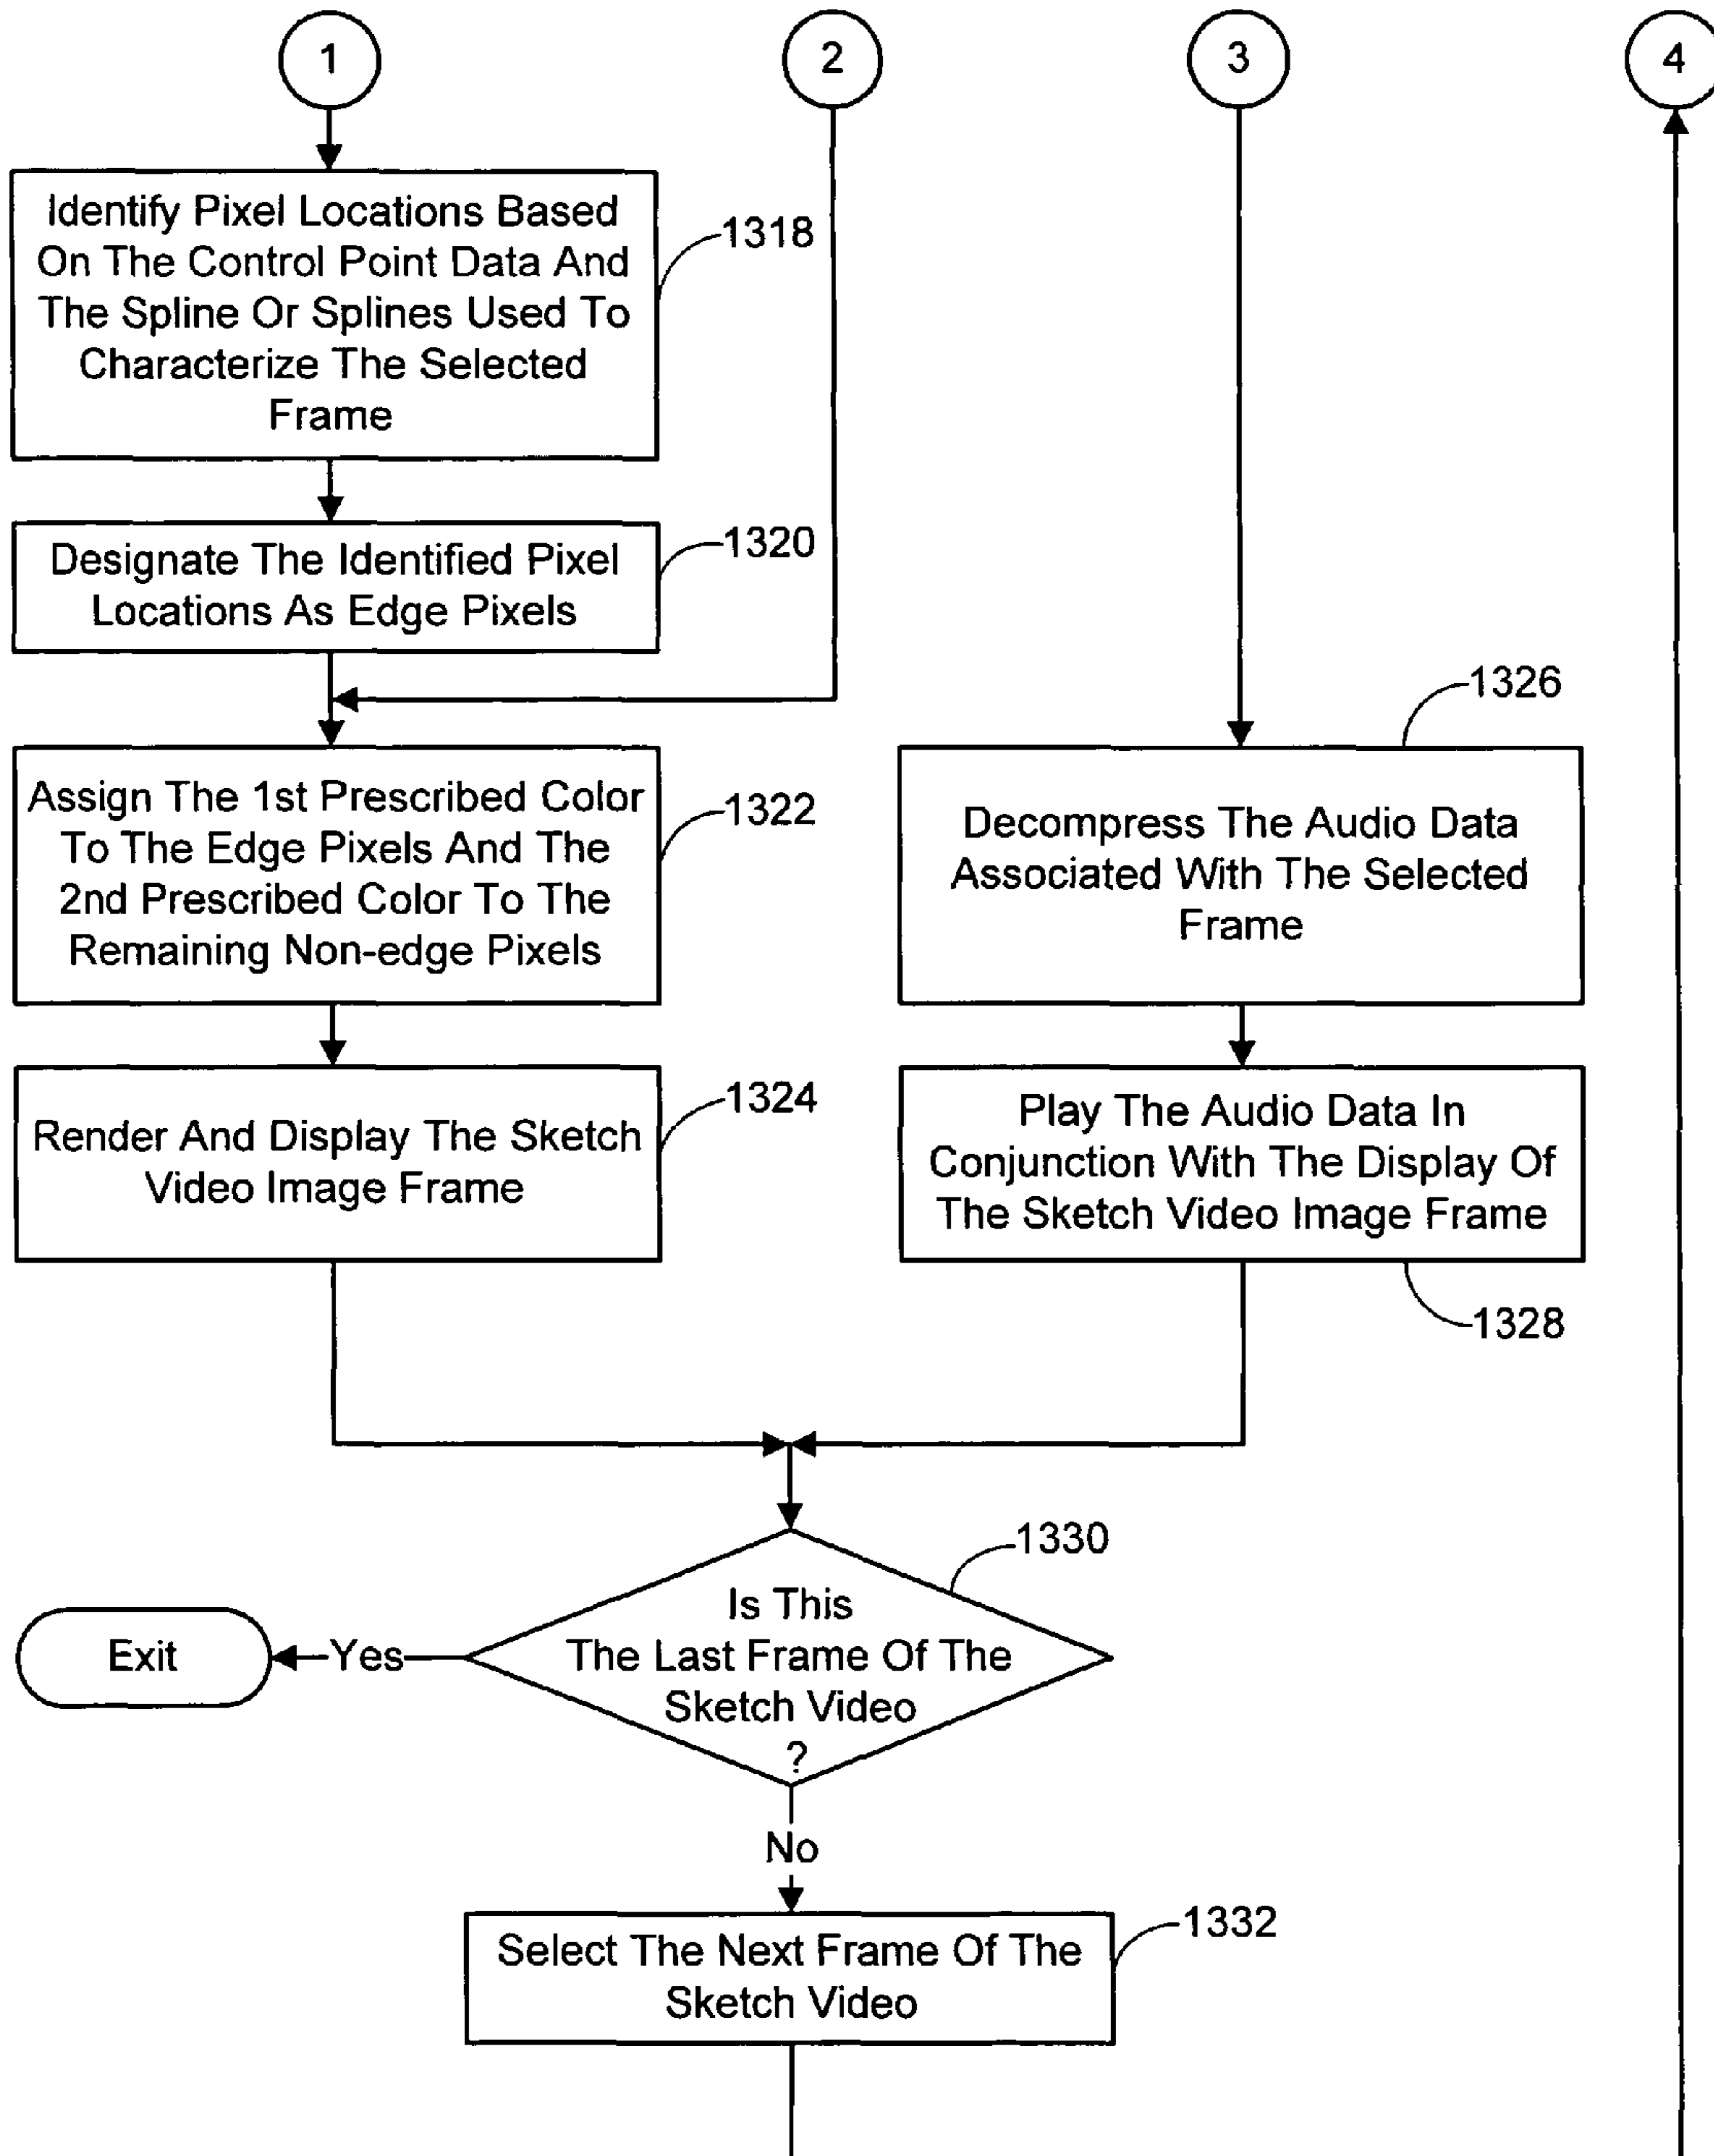 1
2
3
4
Identify Pixel Locations Based
On The Control Point Data And
The Spline Or Splines Used To
Characterize The Selected
Frame
1318
Designate The Identified Pixel
Locations As Edge Pixels
1320
Assign The 1st Prescribed Color
To The Edge Pixels And The
2nd Prescribed Color To The
Remaining Non-edge Pixels
1322
1326
Decompress The Audio Data
Associated With The Selected
Frame
Render And Display The Sketch
Video Image Frame
1324
Play The Audio Data In
Conjunction With The Display Of
The Sketch Video Image Frame
1328
1330
Is This
The Last Frame Of The
Sketch Video
?
Yes
Exit
No
Select The Next Frame Of The
Sketch Video
1332